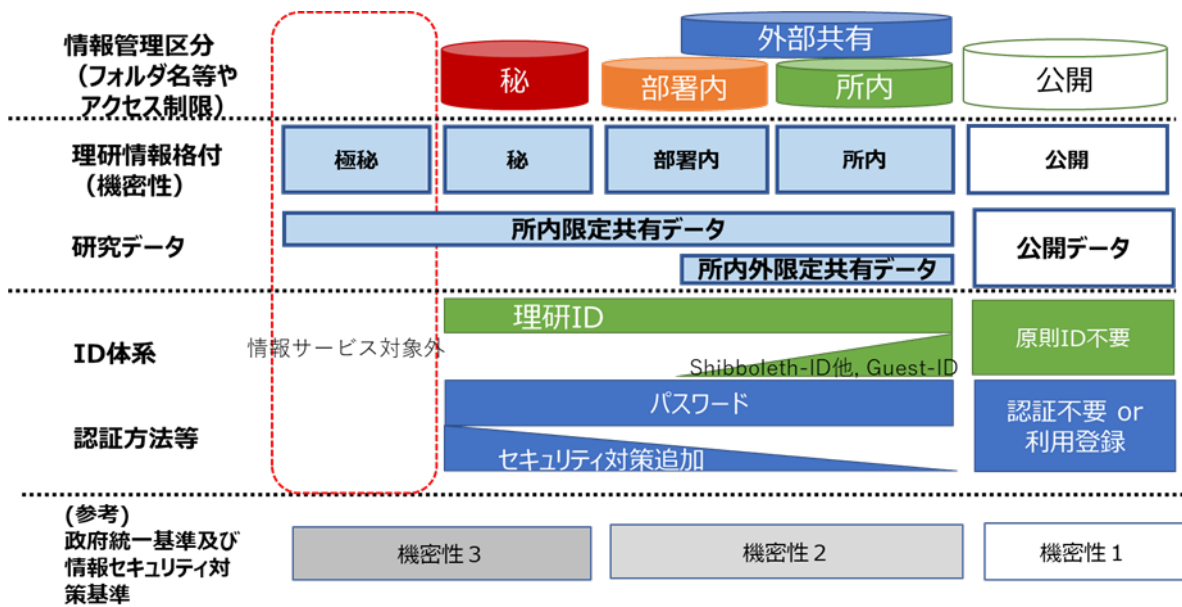 情報管理区分
（フォルダ名等や
アクセス制限）
外部共有
秘
部署内
所内
公開
理研情報格付
（機密性）
極秘
秘
部署内
所内
公開
研究データ
所内限定共有データ
所内外限定共有データ
公開データ
ID体系
情報サービス対象外
理研ID
Shibboleth-ID他, Guest-ID
原則ID不要
認証方法等
パスワード
セキュリティ対策追加
認証不要 or
利用登録
(参考)
政府統一基準及び
情報セキュリティ対
策基準
機密性３
機密性２
機密性１